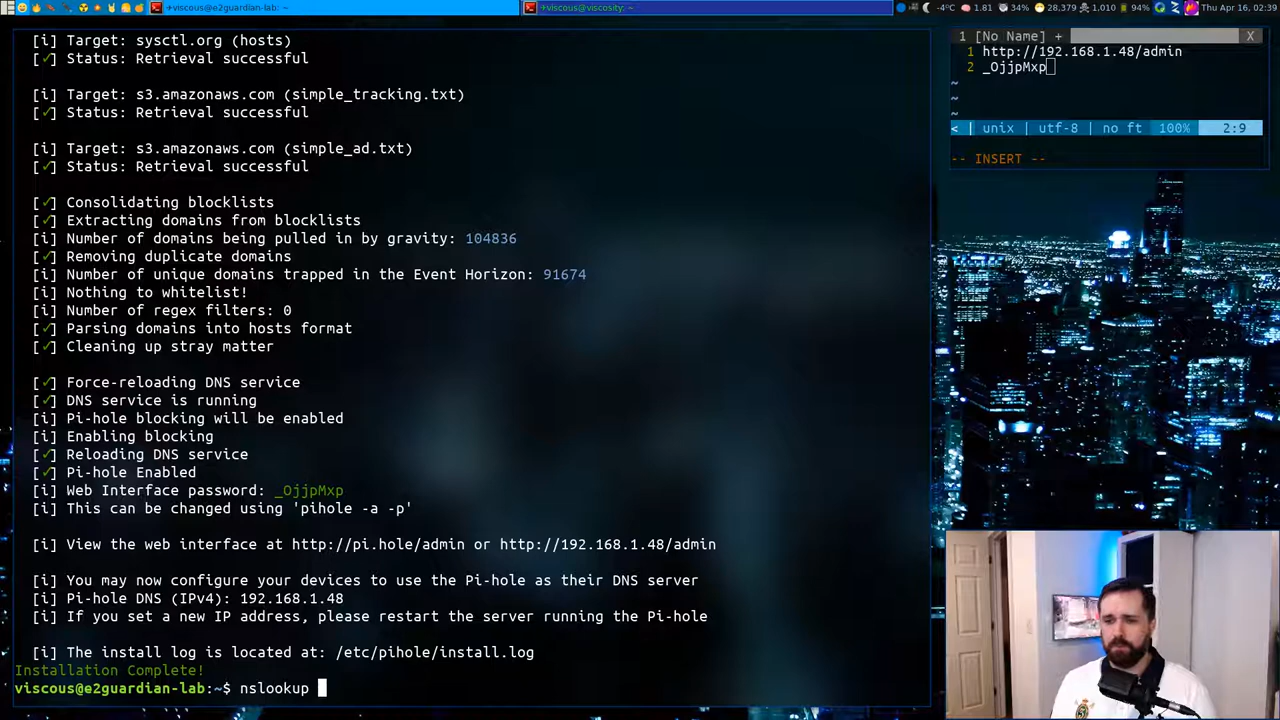 viscous@e2guardian-lab:~
viscous@viscosity: ~
-4°C
1.81
34%
28,379
1,010
94%
Thu Apr 16, 02:39
[i] Target: sysctl.org (hosts)
[✓] Status: Retrieval successful
[i] Target: s3.amazonaws.com (simple_tracking.txt)
[✓] Status: Retrieval successful
[i] Target: s3.amazonaws.com (simple_ad.txt)
[✓] Status: Retrieval successful
[✓] Consolidating blocklists
[✓] Extracting domains from blocklists
[i] Number of domains being pulled in by gravity: 104836
[✓] Removing duplicate domains
[i] Number of unique domains trapped in the Event Horizon: 91674
[i] Nothing to whitelist!
[i] Number of regex filters: 0
[✓] Parsing domains into hosts format
[✓] Cleaning up stray matter
[✓] Force-reloading DNS service
[✓] DNS service is running
[i] Pi-hole blocking will be enabled
[i] Enabling blocking
[✓] Reloading DNS service
[✓] Pi-hole Enabled
[i] Web Interface password: _OjjpMxp
[i] This can be changed using 'pihole -a -p'
[i] View the web interface at http://pi.hole/admin or http://192.168.1.48/admin
[i] You may now configure your devices to use the Pi-hole as their DNS server
[i] Pi-hole DNS (IPv4): 192.168.1.48
[i] If you set a new IP address, please restart the server running the Pi-hole
[i] The install log is located at: /etc/pihole/install.log
Installation Complete!
viscous@e2guardian-lab:~$ nslookup
1 [No Name] + X
1 http://192.168.1.48/admin
2 _OjjpMxp
~
~
~
< | unix | utf-8 | no ft 100% 2:9
-- INSERT --